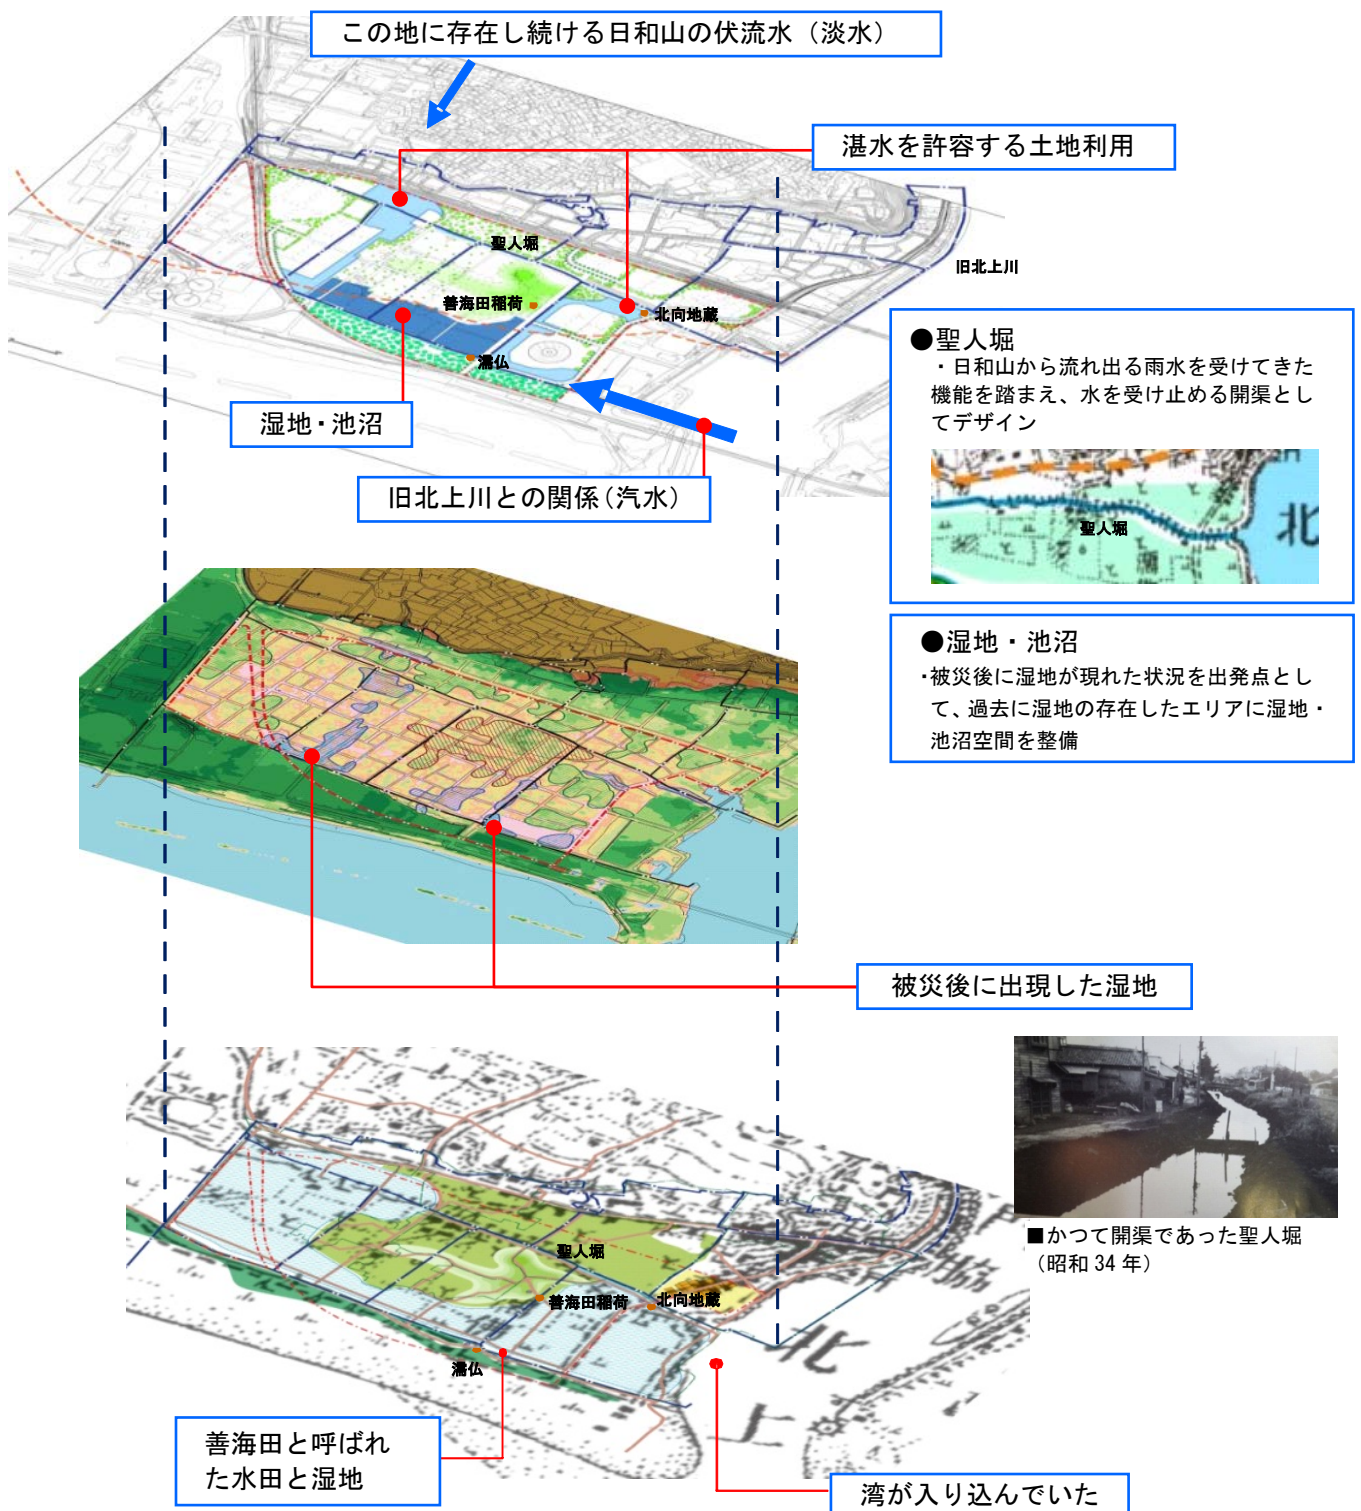 この地に存在し続ける日和山の伏流水（淡水）
湛水を許容する土地利用
聖人堀
旧北上川
善海田稲荷
北向地蔵
濡仏
湿地・池沼
旧北上川との関係（汽水）
●聖人堀
・日和山から流れ出る雨水を受けてきた
機能を踏まえ、水を受け止める開渠とし
てデザイン
聖人堀
北
●湿地・池沼
・被災後に湿地が現れた状況を出発点とし
て、過去に湿地の存在したエリアに湿地・
池沼空間を整備
被災後に出現した湿地
■かつて開渠であった聖人堀
（昭和 34 年）
聖人堀
善海田稲荷
北向地蔵
濡仏
北
上
善海田と呼ばれ
た水田と湿地
湾が入り込んでいた